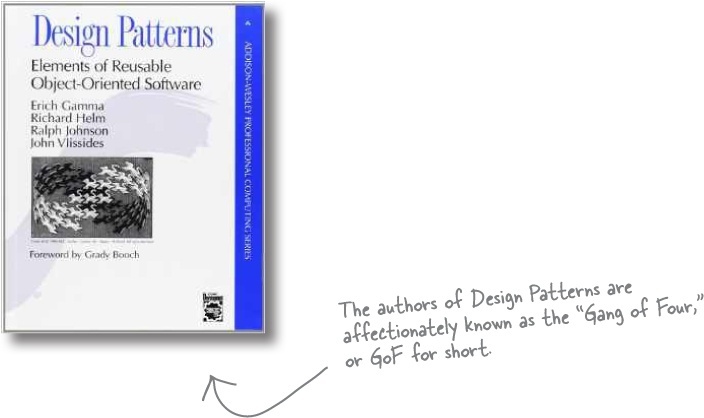 Design Patterns
Elements of Reusable
Object-Oriented Software
Erich Gamma
Richard Helm
Ralph Johnson
John Vlissides
Foreword by Grady Booch
ADDISON-WESLEY PROFESSIONAL COMPUTING SERIES
The authors of Design Patterns are
affectionately known as the “Gang of Four,”
or GoF for short.